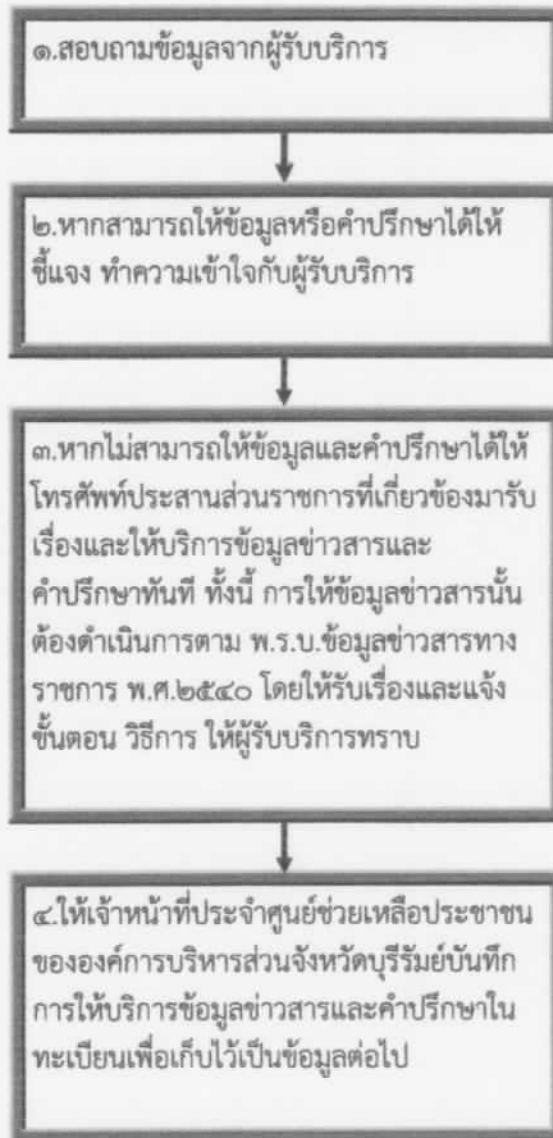 ๑.สอบถามข้อมูลจากผู้รับบริการ
๒.หากสามารถให้ข้อมูลหรือคำปรึกษาได้ให้
ชี้แจง ทำความเข้าใจกับผู้รับบริการ
๓.หากไม่สามารถให้ข้อมูลและคำปรึกษาได้ให้
โทรศัพท์ประสานส่วนราชการที่เกี่ยวข้องมารับ
เรื่องและให้บริการข้อมูลข่าวสารและ
คำปรึกษาทันที ทั้งนี้ การให้ข้อมูลข่าวสารนั้น
ต้องดำเนินการตาม พ.ร.บ.ข้อมูลข่าวสารทาง
ราชการ พ.ศ.๒๕๔๐ โดยให้รับเรื่องและแจ้ง
ขั้นตอน วิธีการ ให้ผู้รับบริการทราบ
๔.ให้เจ้าหน้าที่ประจำศูนย์ช่วยเหลือประชาชน
ขององค์การบริหารส่วนจังหวัดบุรีรัมย์บันทึก
การให้บริการข้อมูลข่าวสารและคำปรึกษาใน
ทะเบียนเพื่อเก็บไว้เป็นข้อมูลต่อไป